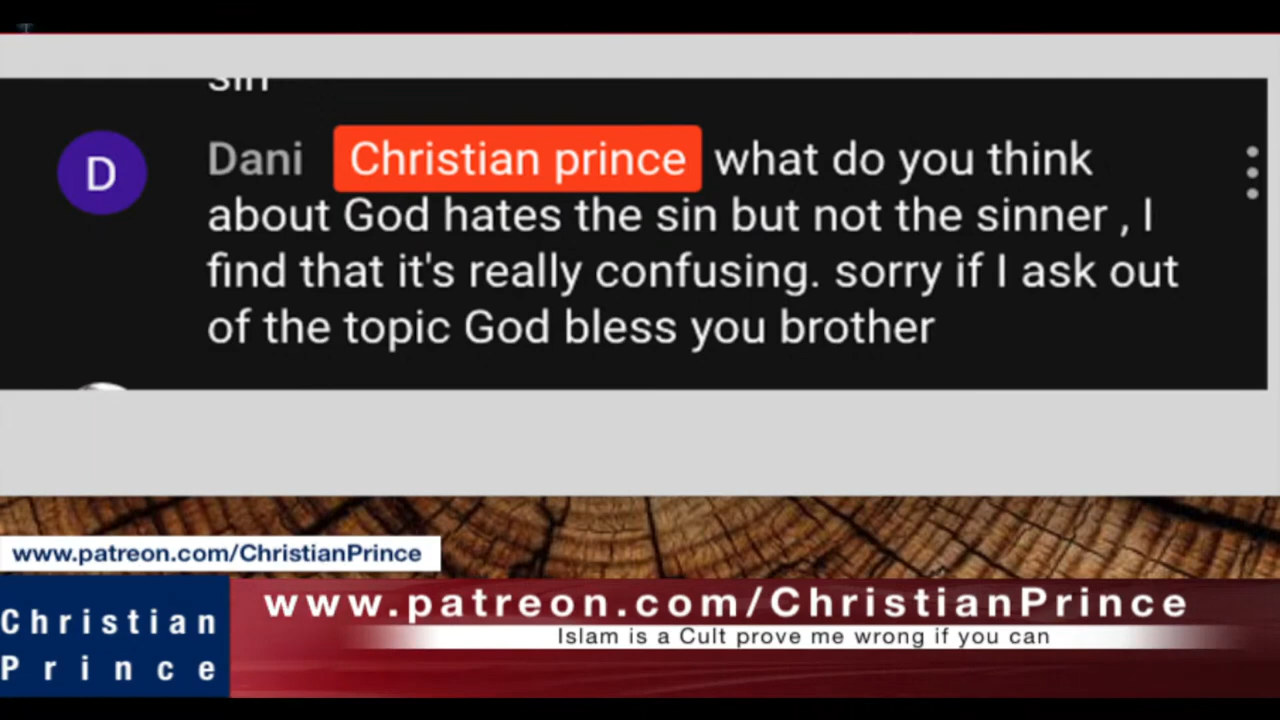 sin
Dani Christian prince what do you think
about God hates the sin but not the sinner , I
find that it's really confusing. sorry if I ask out
of the topic God bless you brother
D
www.patreon.com/ChristianPrince
Christian
Prince
www.patreon.com/ChristianPrince
Islam is a Cult prove me wrong if you can